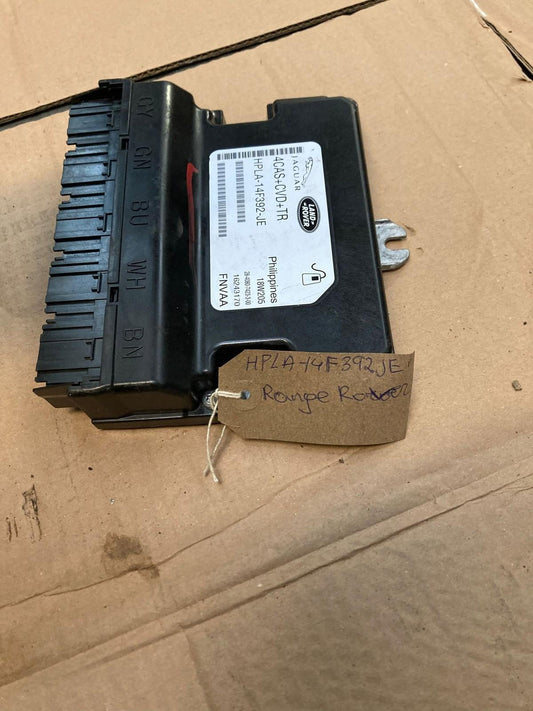 GY GN BU WH BN
JAGUAR
LAND
ROVER
4CAS+CVD+TR
HPLA-14F392-JE
Philippines
18W205
16243170
FNVAA
HPLA-14F392JE
Range Rover